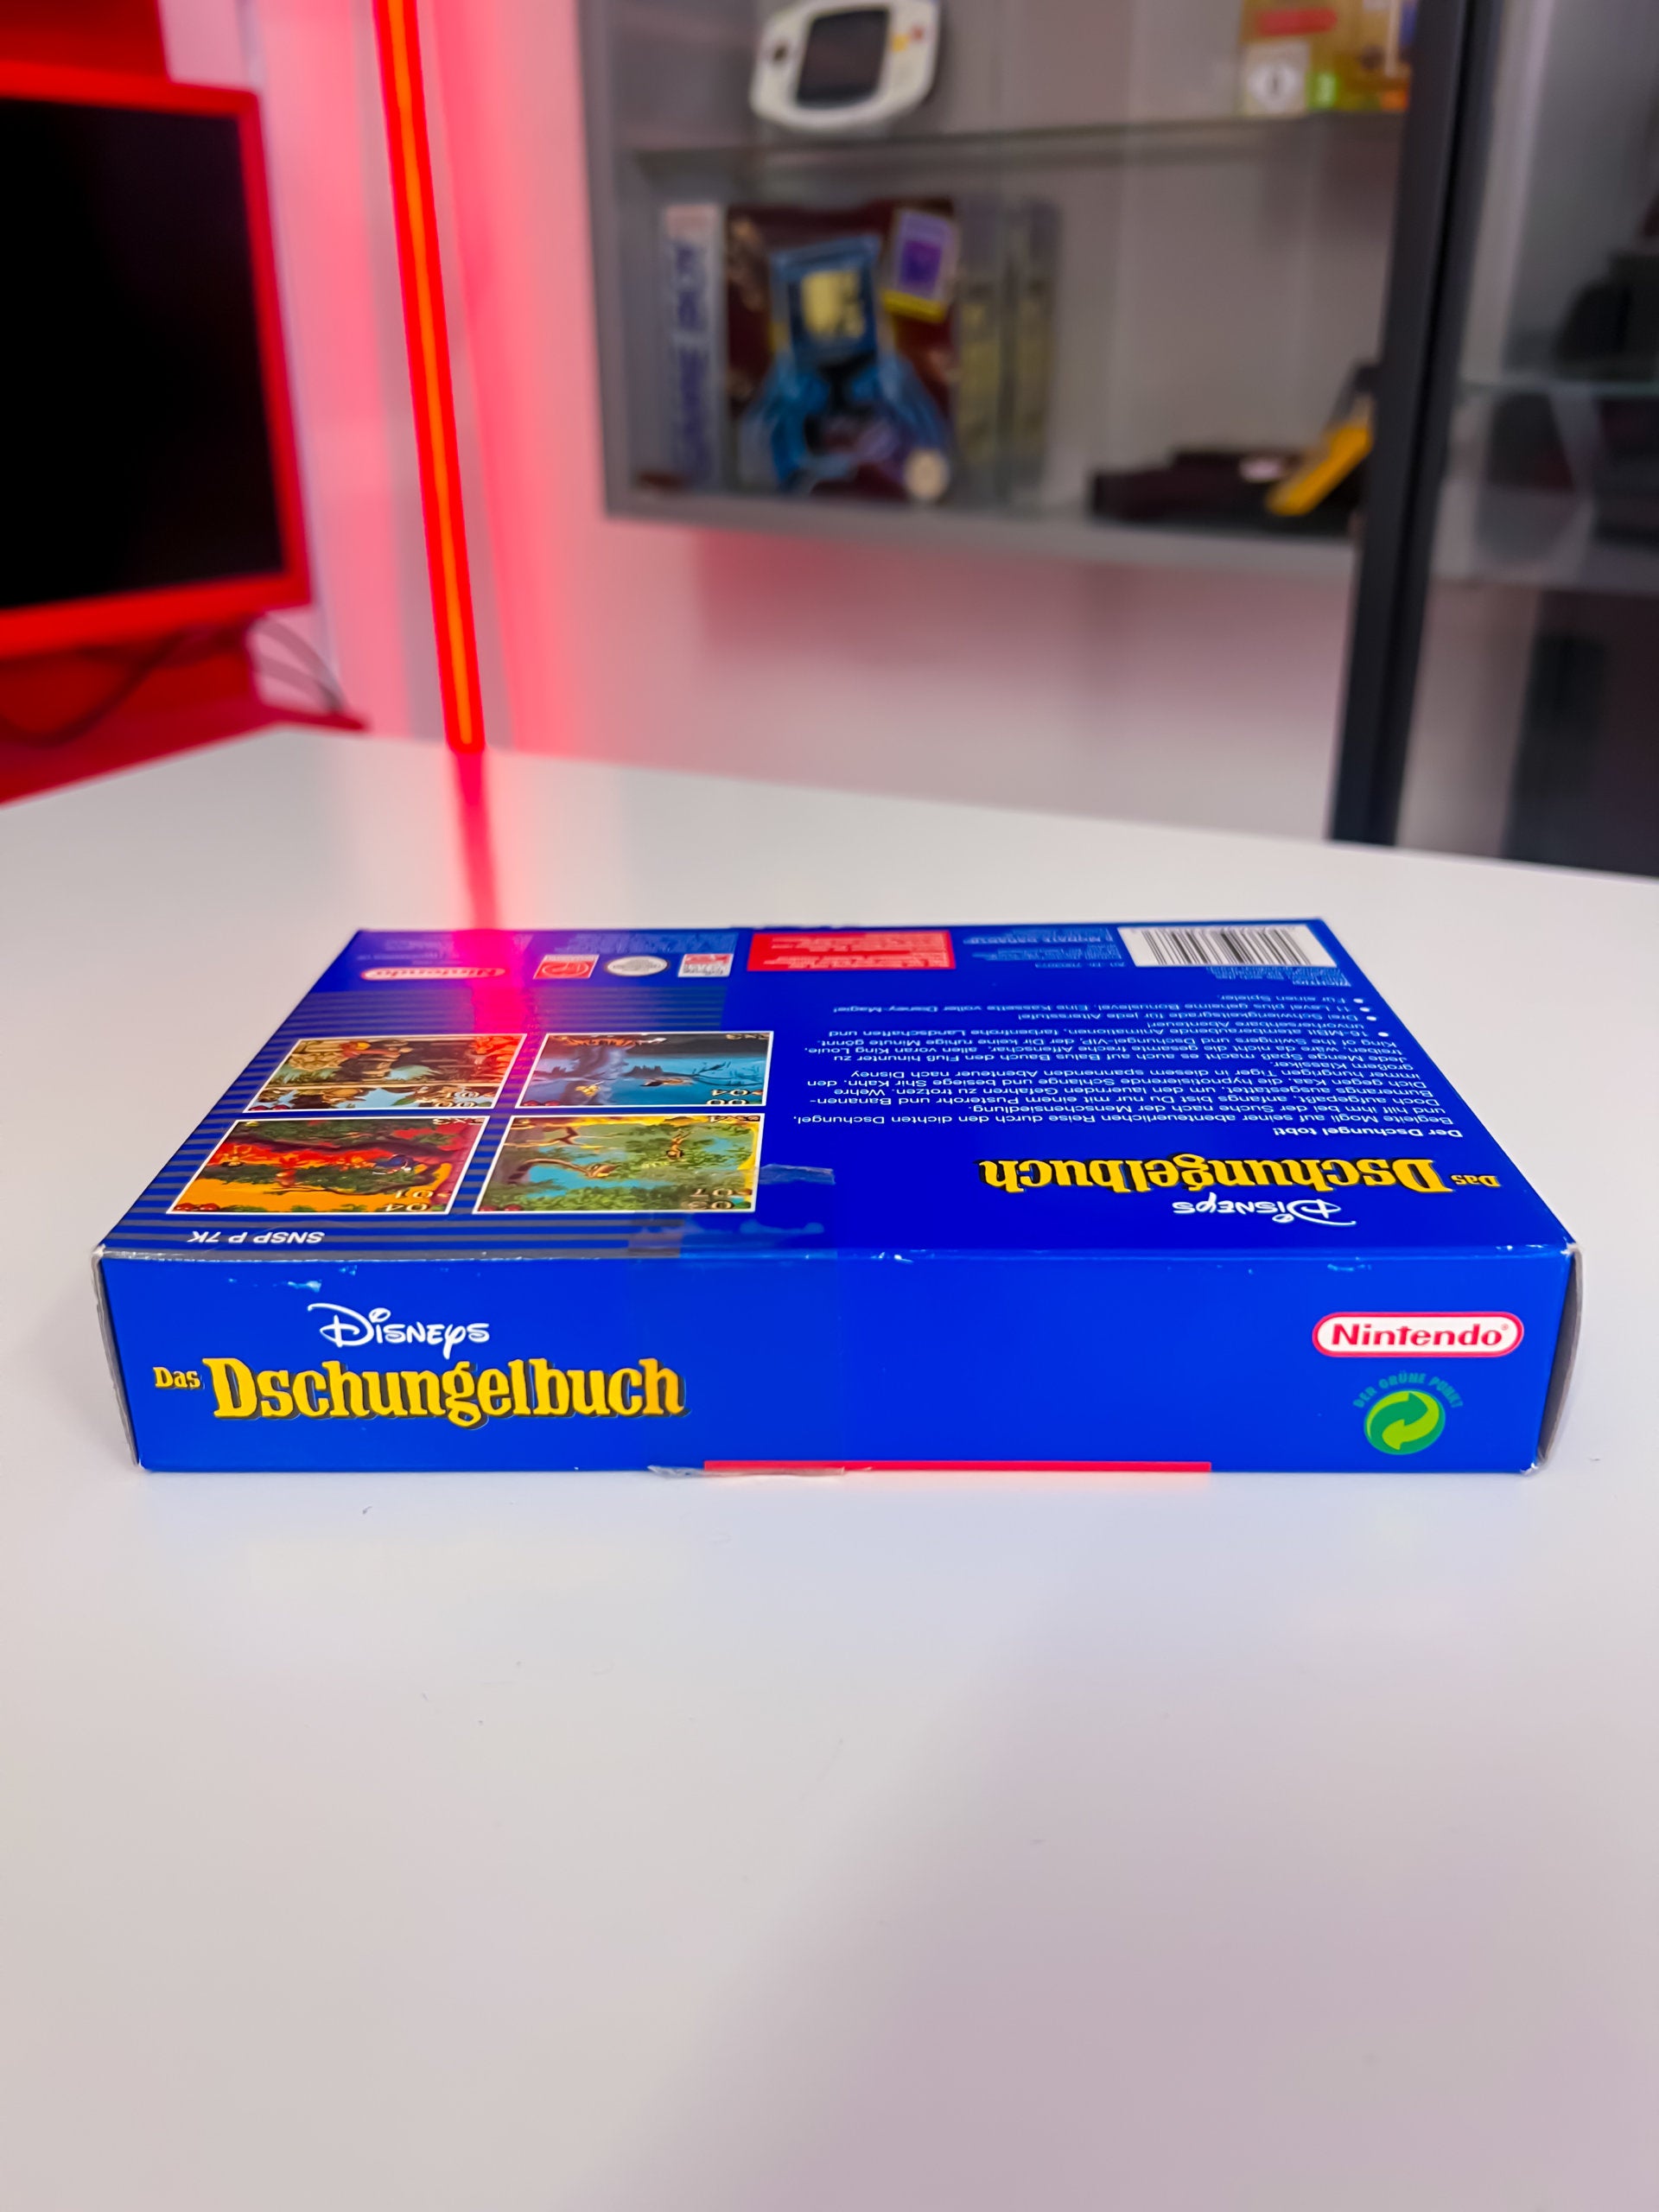 GAME BOY
Nintendo
SNSP P 7K
Disneys
Das Dschungelbuch
Der Dschungel tobt!
Begleite Mogli auf seiner abenteuerlichen Reise durch den dichten Dschungel,
und hilf ihm bei der Suche nach der Menschensiedlung.
Doch aufgepaßt, anfangs bist Du nur mit einem Pusterohr und Bananen-
Bumerangs ausgestattet, um den lauernden Gefahren zu trotzen. Wehre
Dich gegen Kaa, die hypnotisierende Schlange und besiege Shir Kahn, den
immer hungrigen Tiger in diesem spannenden Abenteuer nach Disney
großem Klassiker.
Jede Menge Spaß macht es auch auf Balus Bauch den Fluß hinunter zu
treiben, wäre da nicht die gesamte freche Affenschar, allen voran King Louie,
King of the Swingers und Dschungel-VIP, der Dir keine ruhige Minute gönnt.
• 16-MBit atemberaubende Animationen, farbenfrohe Landschaften und
unvorhersehbare Abenteuer!
• Drei Schwierigkeitsgrade für jede Altersstufe!
• 11 Level plus geheime Bonuslevel. Eine Kassette voller Disney-Magie!
• Für einen Spieler.
Disneys
Das Dschungelbuch
Nintendo®
DER GRÜNE PUNKT